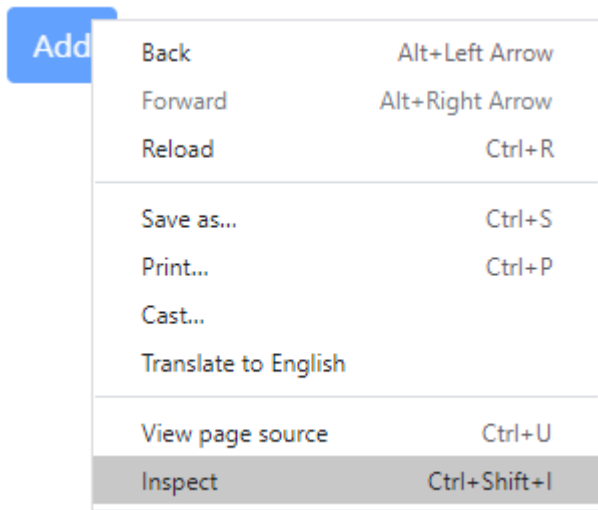 Add
Back Alt+Left Arrow
Forward Alt+Right Arrow
Reload Ctrl+R
Save as... Ctrl+S
Print... Ctrl+P
Cast...
Translate to English
View page source Ctrl+U
Inspect Ctrl+Shift+I